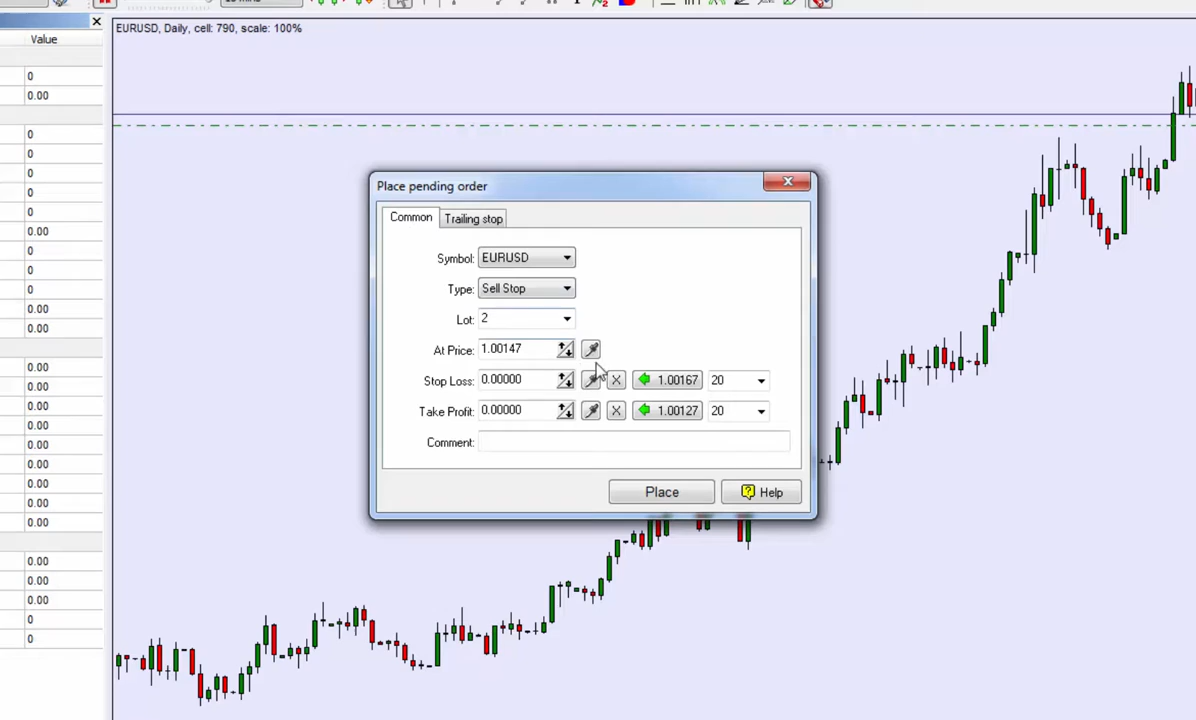 Value
EURUSD, Daily, cell: 790, scale: 100%
0
0.00
0
0
0
0
0
0.00
0
0
0
0.00
0.00
0.00
0.00
0.00
0.00
0.00
0.00
0.00
0.00
0.00
0.00
0.00
0.00
0
0
Place pending order
Common
Trailing stop
Symbol: EURUSD
Type: Sell Stop
Lot: 2
At Price: 1.00147
Stop Loss: 0.00000 X 1.00167 20
Take Profit: 0.00000 X 1.00127 20
Comment:
Place
Help